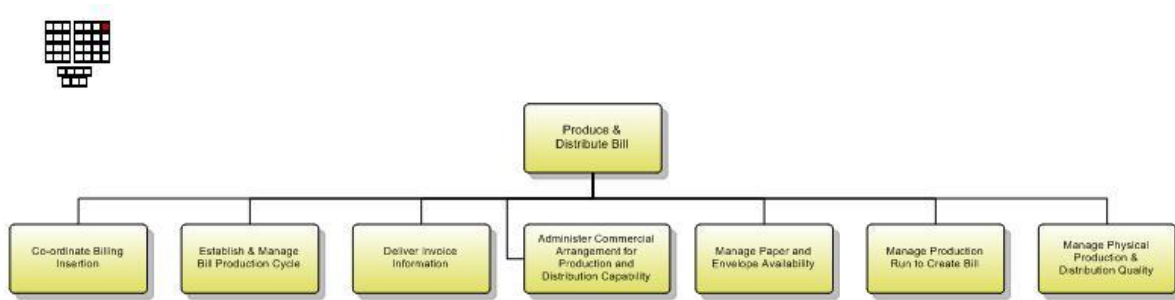 Produce &
Distribute Bill
Co-ordinate Billing
Insertion
Establish & Manage
Bill Production Cycle
Deliver Invoice
Information
Administer Commercial
Arrangement for
Production and
Distribution Capability
Manage Paper and
Envelope Availability
Manage Production
Run to Create Bill
Manage Physical
Production &
Distribution Quality